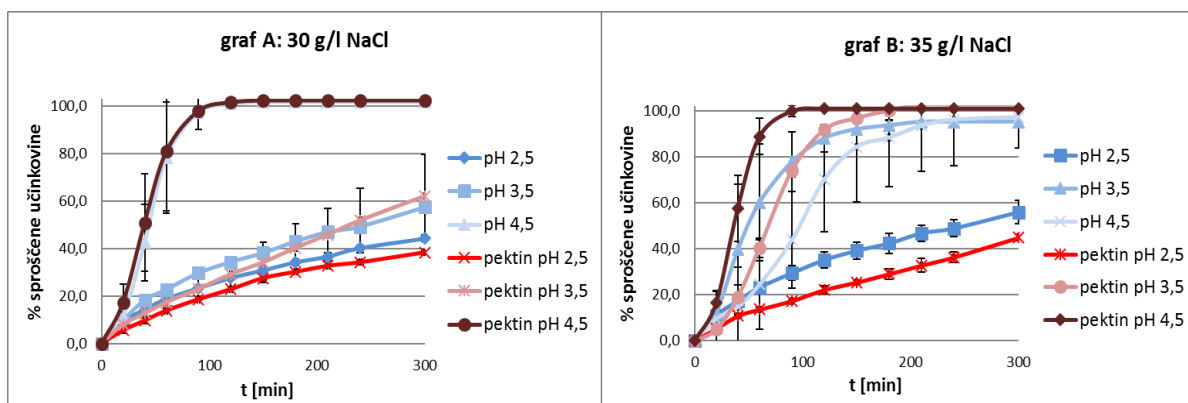 graf A: 30 g/l NaCl
% sproščene učinkovine
100,0
80,0
60,0
40,0
20,0
0,0
0
100
200
300
t [min]
pH 2,5
pH 3,5
pH 4,5
pektin pH 2,5
pektin pH 3,5
pektin pH 4,5
graf B: 35 g/l NaCl
% sproščene učinkovine
100,0
80,0
60,0
40,0
20,0
0,0
0
100
200
300
t [min]
pH 2,5
pH 3,5
pH 4,5
pektin pH 2,5
pektin pH 3,5
pektin pH 4,5